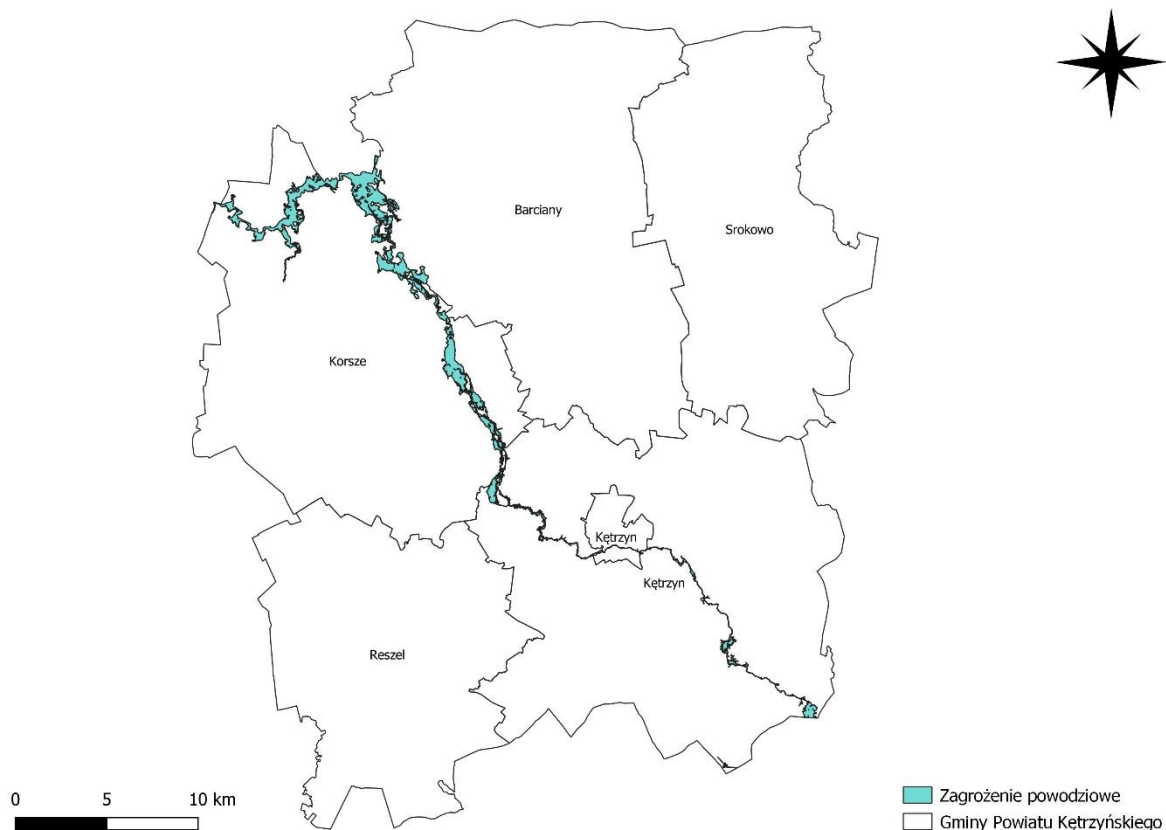 Barciany
Srokowo
Korsze
Kętrzyn
Kętrzyn
Reszel
0 5 10 km
Zagrożenie powodziowe
Gminy Powiatu Kętrzyńskiego